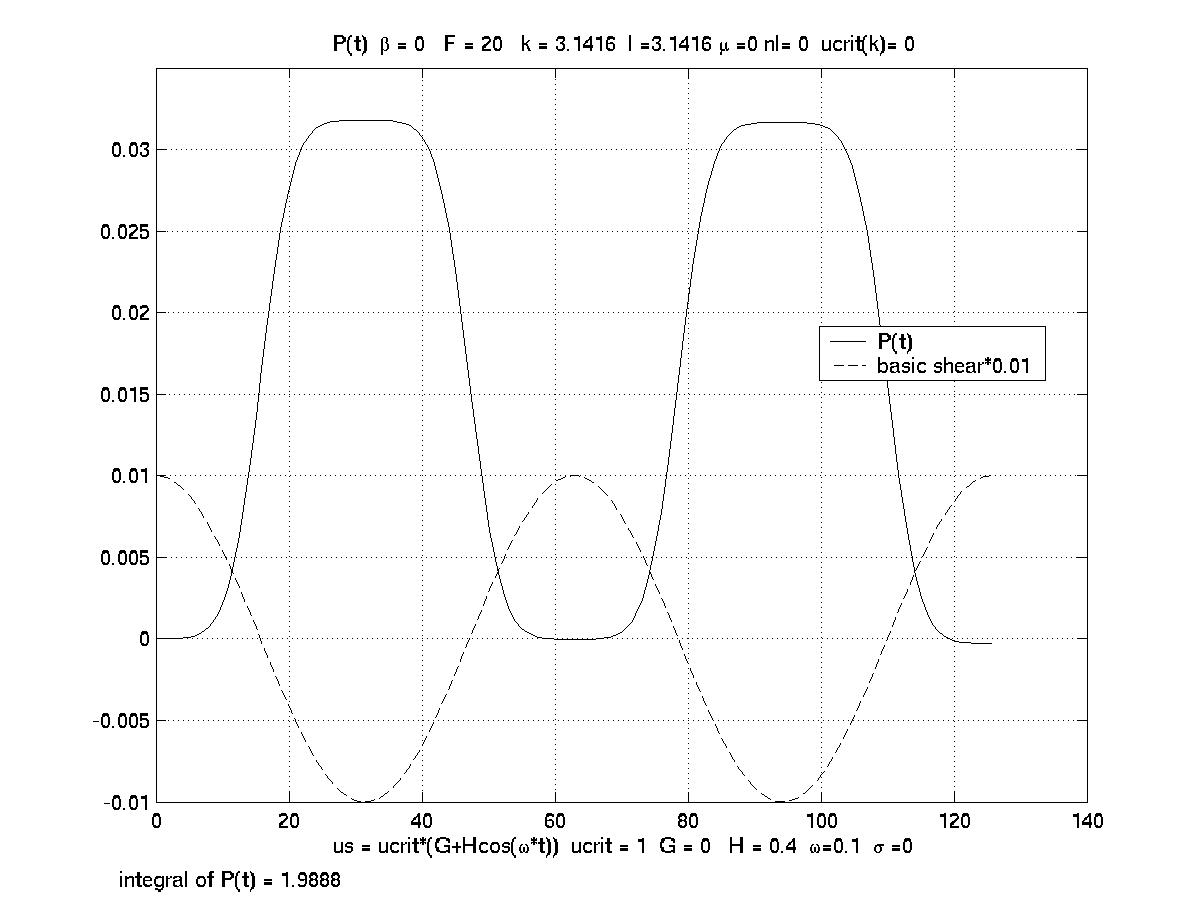 P(t) β = 0 F = 20 k = 3.1416 l =3.1416 μ =0 nl= 0 ucrit(k)= 0
0.03
0.025
0.02
0.015
0.01
0.005
0
-0.005
-0.01
P(t)
basic shear*0.01
0 20 40 60 80 100 120 140
us = ucrit*(G+Hcos(ω*t)) ucrit = 1 G = 0 H = 0.4 ω=0.1 σ =0
integral of P(t) = 1.9888